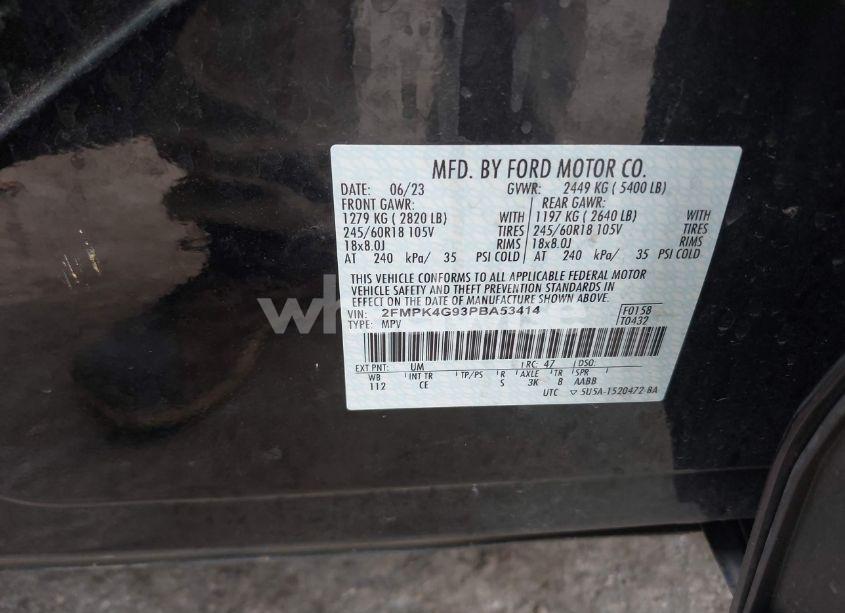 MFD. BY FORD MOTOR CO.
DATE: 06/23 GVWR: 2449 KG ( 5400 LB)
FRONT GAWR: REAR GAWR:
1279 KG ( 2820 LB) WITH 1197 KG ( 2640 LB) WITH
245/60R18 105V TIRES 245/60R18 105V TIRES
18x8.0J RIMS 18x8.0J RIMS
AT 240 kPa/ 35 PSI COLD AT 240 kPa/ 35 PSI COLD
THIS VEHICLE CONFORMS TO ALL APPLICABLE FEDERAL MOTOR
VEHICLE SAFETY AND THEFT PREVENTION STANDARDS IN
EFFECT ON THE DATE OF MANUFACTURE SHOWN ABOVE.
VIN: 2FMPK4G93PBA53414 F0158
TYPE: MPV T0432
EXT PNT: UM RC: 47 DSO:
WB INT TR TP/PS R AXLE TR SPR
112 CE S 3K 8 AABB
UTC ▽ 5U5A-1520472-BA